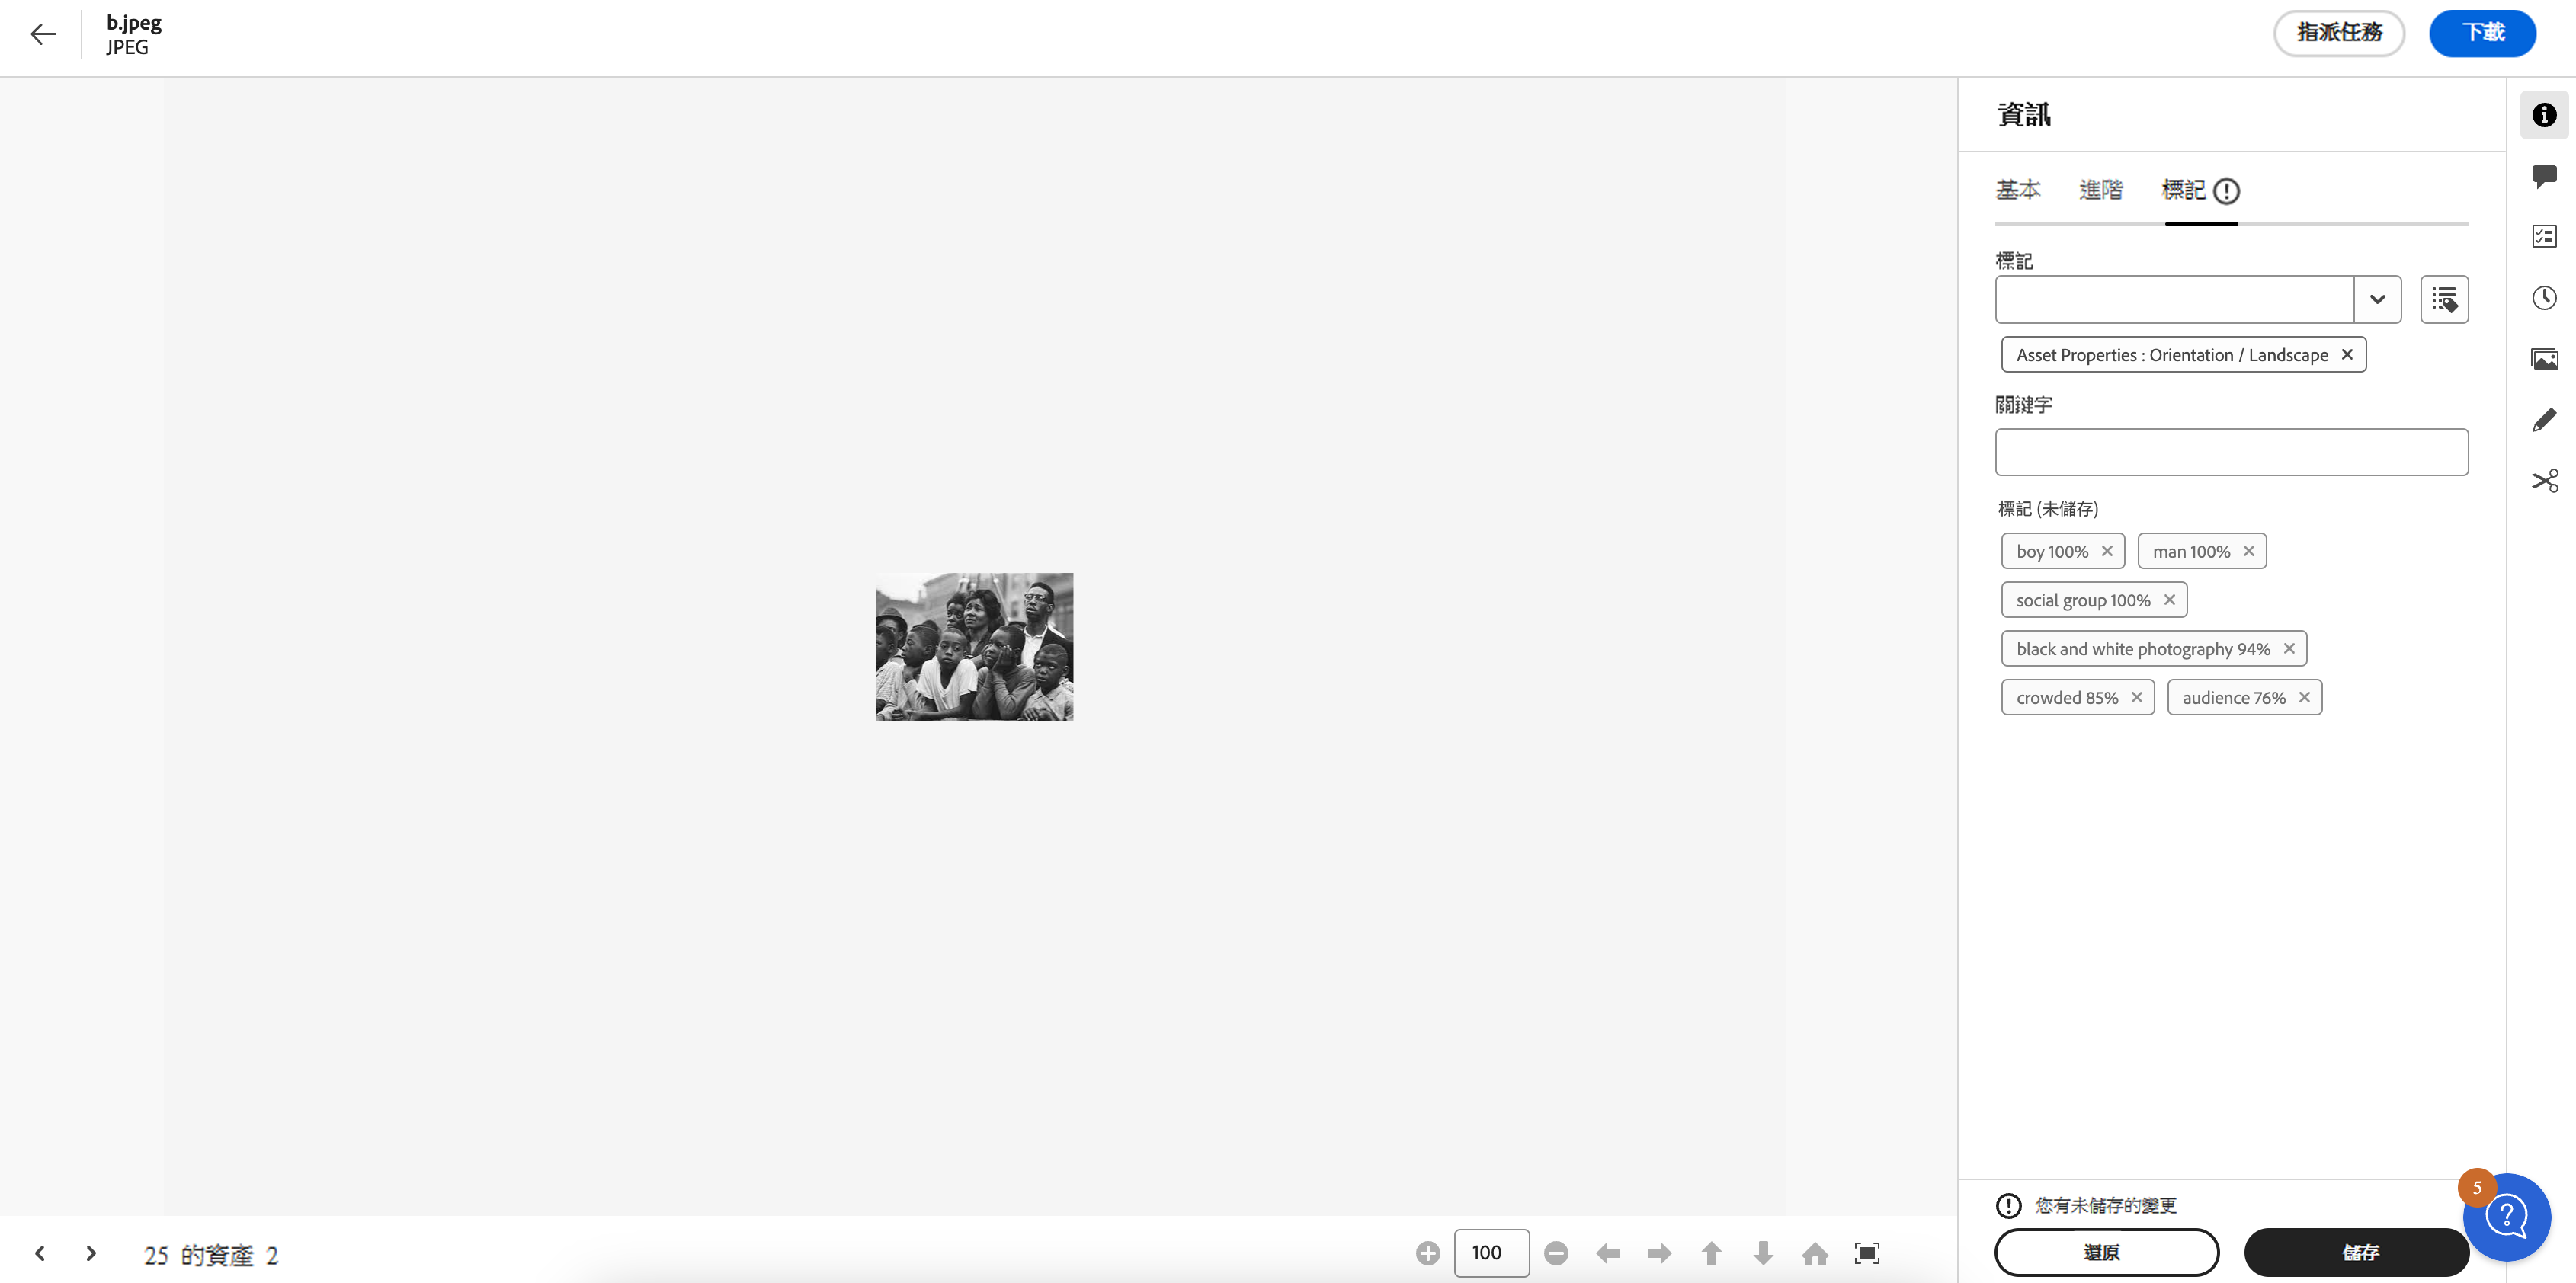 b.jpeg
JPEG
指派任務
下載
資訊
基本
進階
標記
標記
Asset Properties : Orientation / Landscape
關鍵字
標記 (未儲存)
boy 100%
man 100%
social group 100%
black and white photography 94%
crowded 85%
audience 76%
5
您有未儲存的變更
還原
儲存
25 的資產 2
100